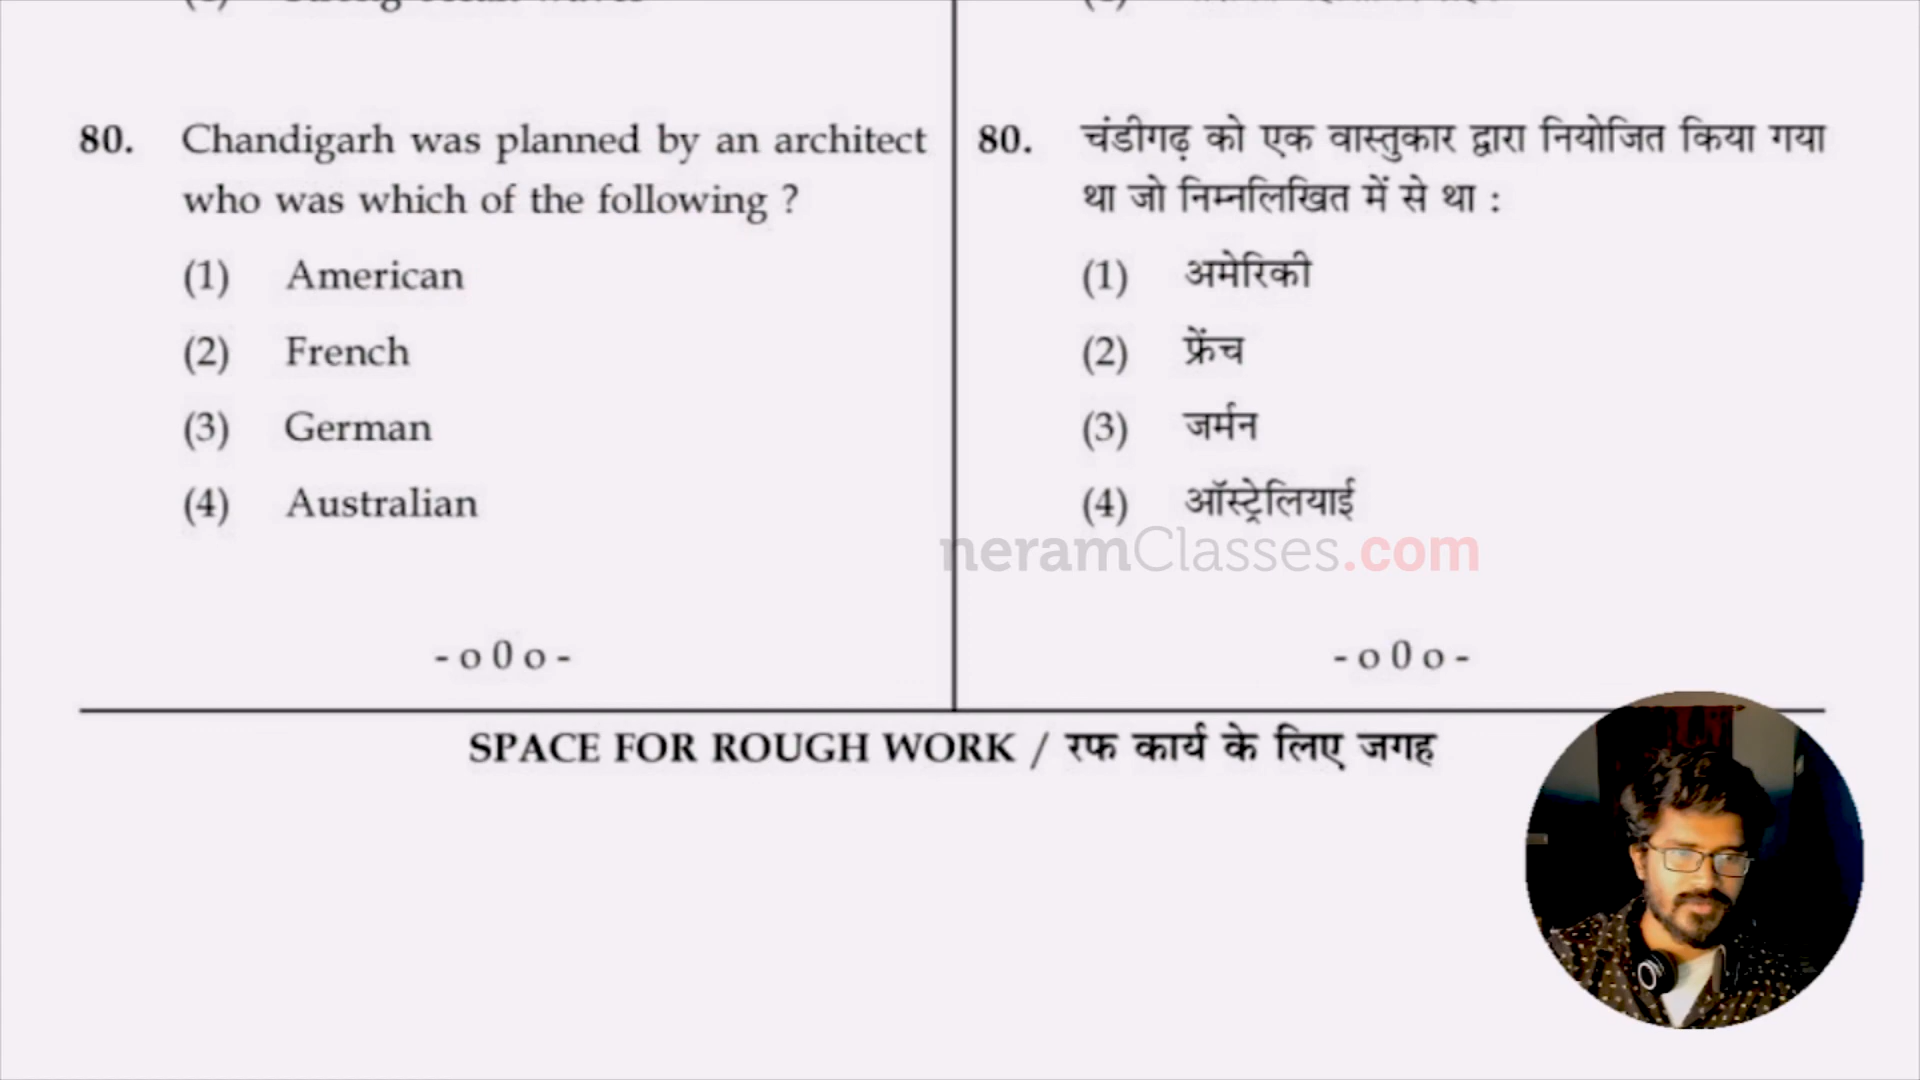 80. Chandigarh was planned by an architect
who was which of the following ?
(1) American
(2) French
(3) German
(4) Australian
- o 0 o -
80. चंडीगढ़ को एक वास्तुकार द्वारा नियोजित किया गया
था जो निम्नलिखित में से था :
(1) अमेरिकी
(2) फ्रेंच
(3) जर्मन
(4) ऑस्ट्रेलियाई
neramClasses.com
- o 0 o -
SPACE FOR ROUGH WORK / रफ कार्य के लिए जगह